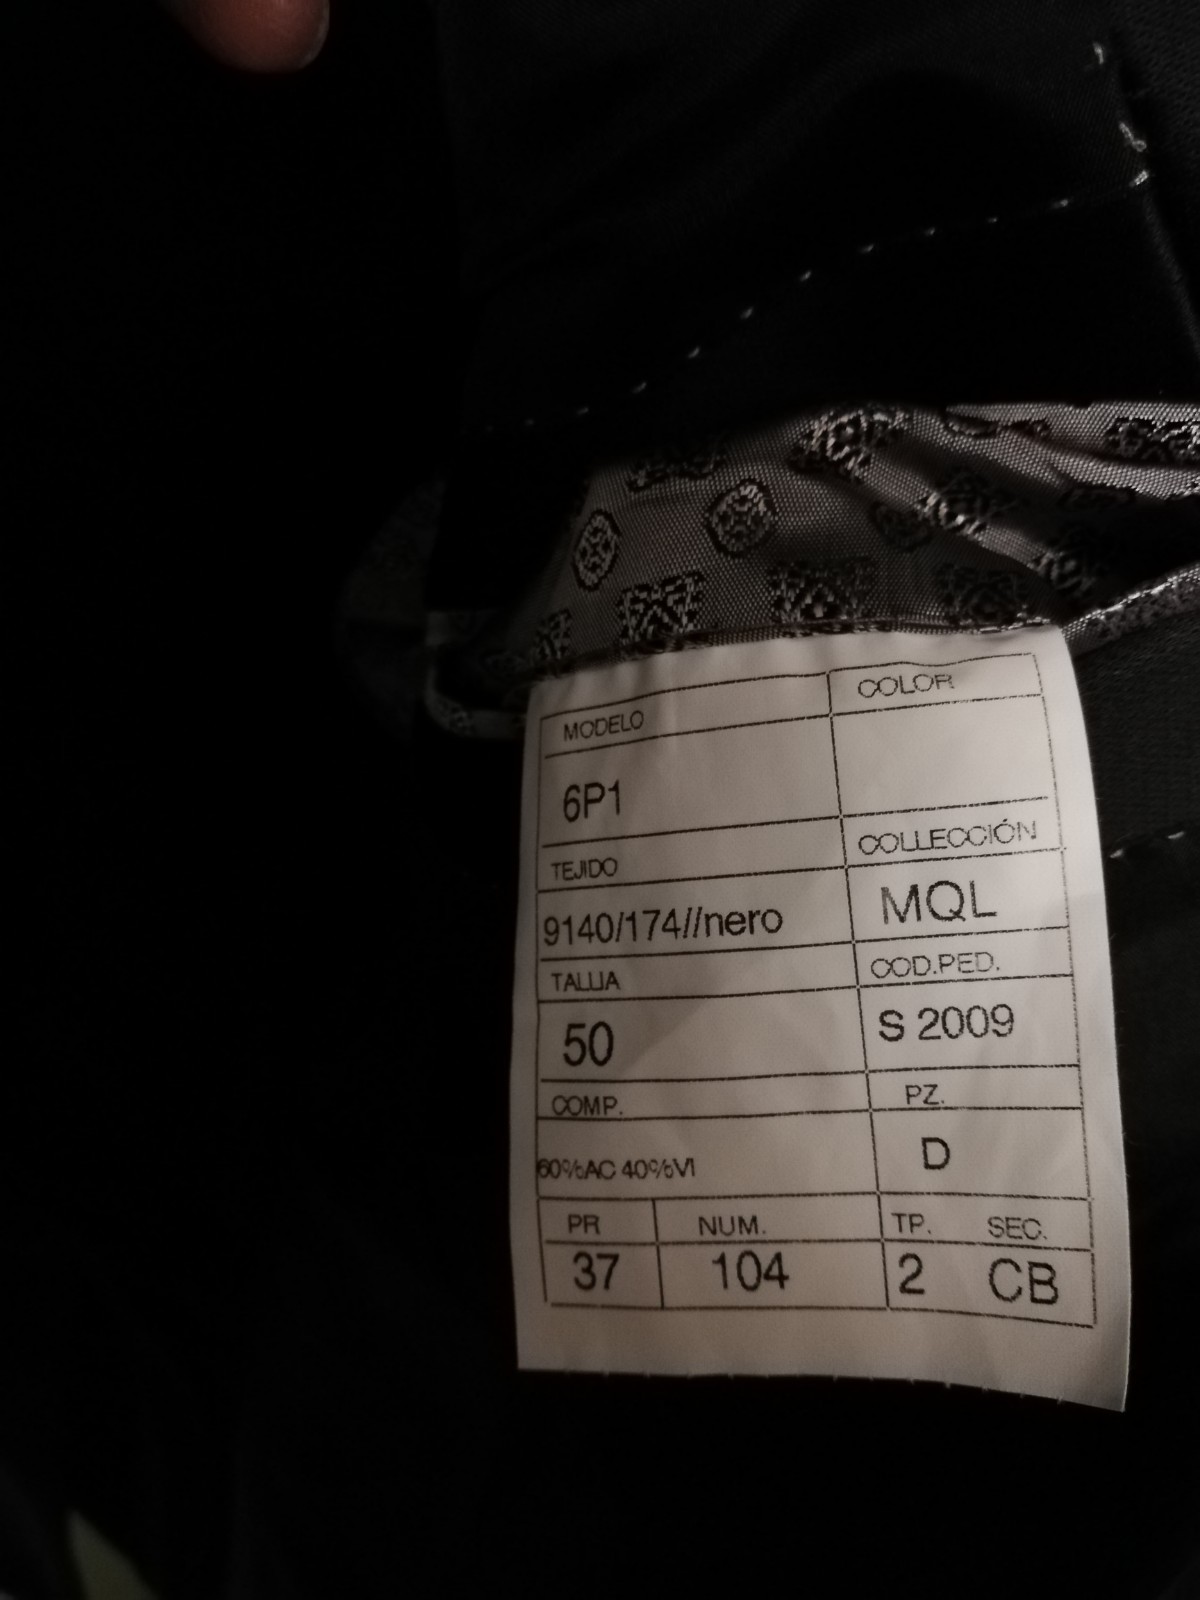 MODELO
COLOR
6P1
TEJIDO
COLLECCIÓN
9140/174//nero
MQL
TALLIA
COD.PED.
50
S 2009
COMP.
PZ.
60%AC 40%VI
D
PR
NUM.
TP.
SEC.
37
104
2
CB